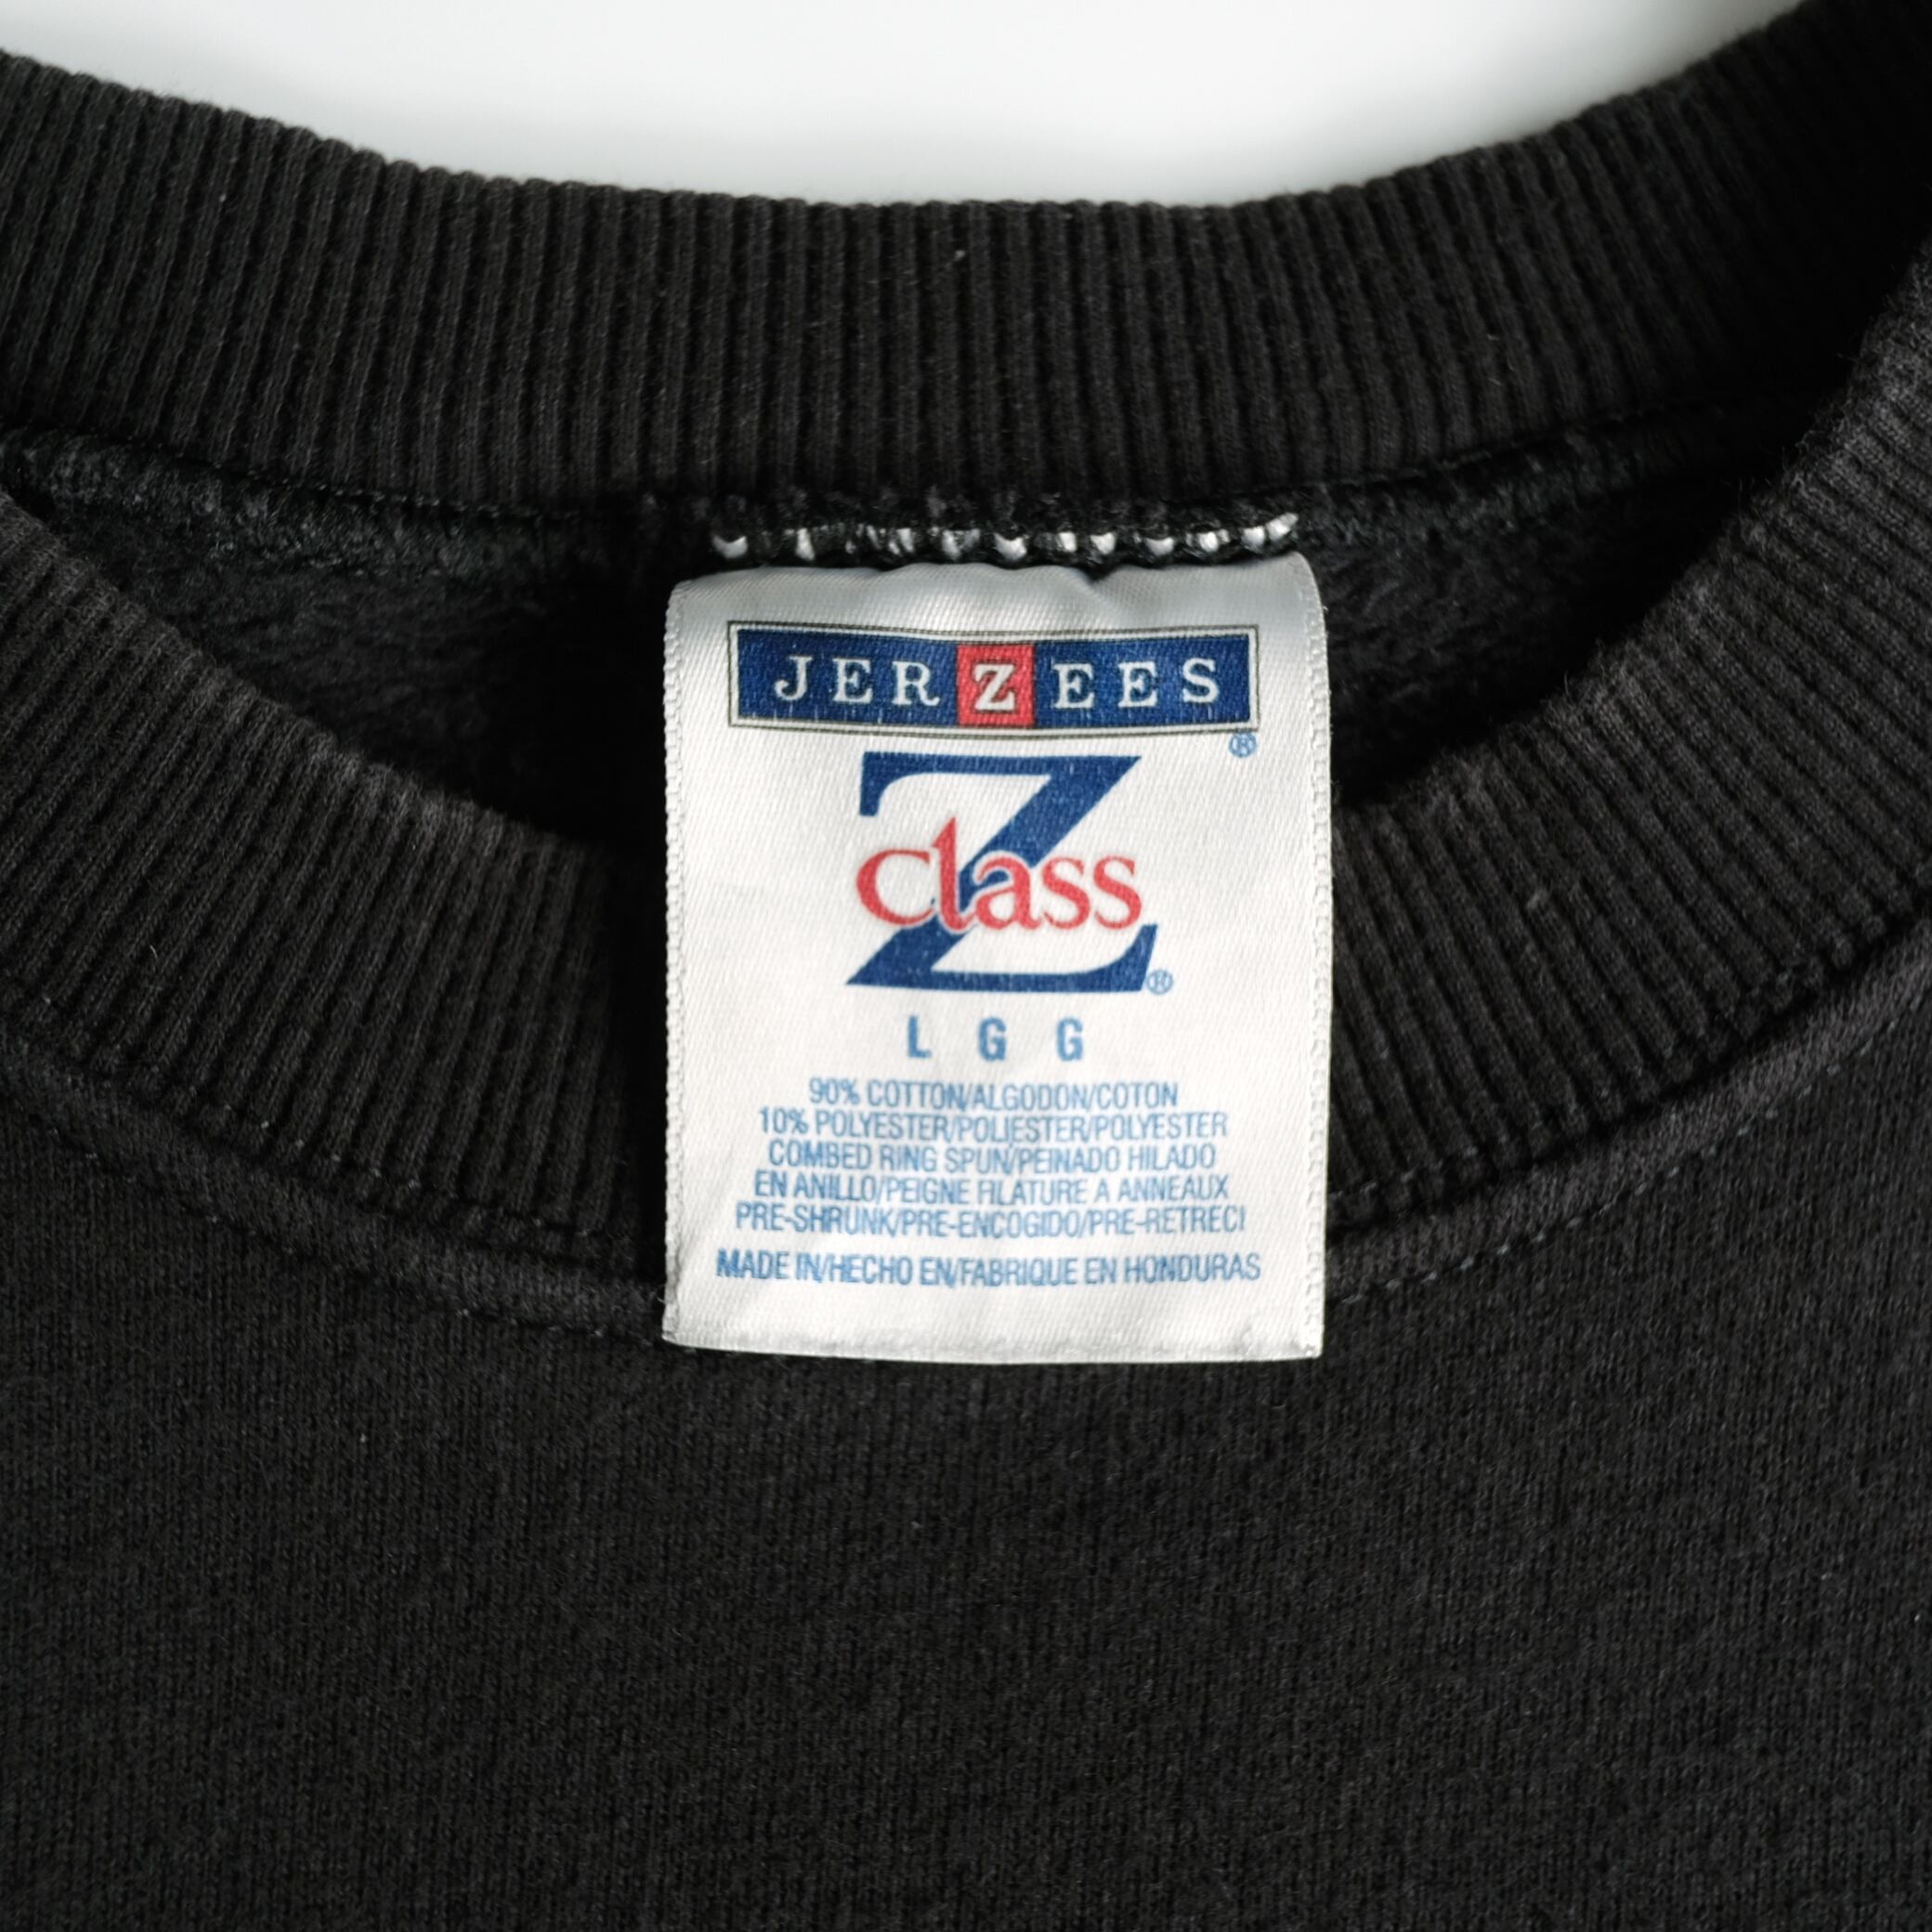 JERZEES
®
Z
class
®
L G G
90% COTTON/ALGODON/COTON
10% POLYESTER/POLIESTER/POLYESTER
COMBED RING SPUN/PEINADO HILADO
EN ANILLO/PEIGNE FILATURE A ANNEAUX
PRE-SHRUNK/PRE-ENCOGIDO/PRE-RETRECI
MADE IN/HECHO EN/FABRIQUE EN HONDURAS